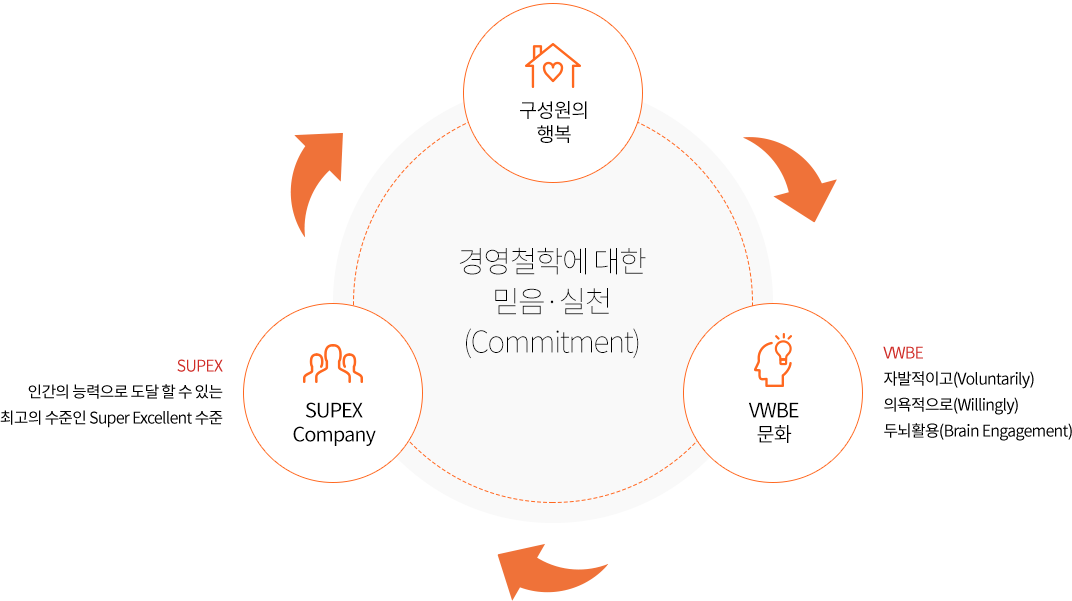 구성원의
행복
경영철학에 대한
믿음·실천
(Commitment)
SUPEX
인간의 능력으로 도달 할 수 있는
최고의 수준인 Super Excellent 수준
SUPEX
Company
VWBE
문화
VWBE
자발적이고(Voluntarily)
의욕적으로(Willingly)
두뇌활용(Brain Engagement)